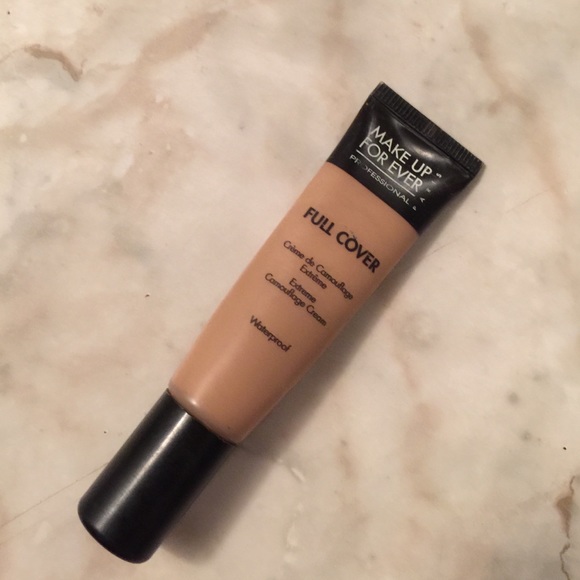 MAKE UP
FOR EVER
PROFESSIONAL
FULL COVER
Crème de Camouflage
Extrême
Extreme
Camouflage Cream
Waterproof